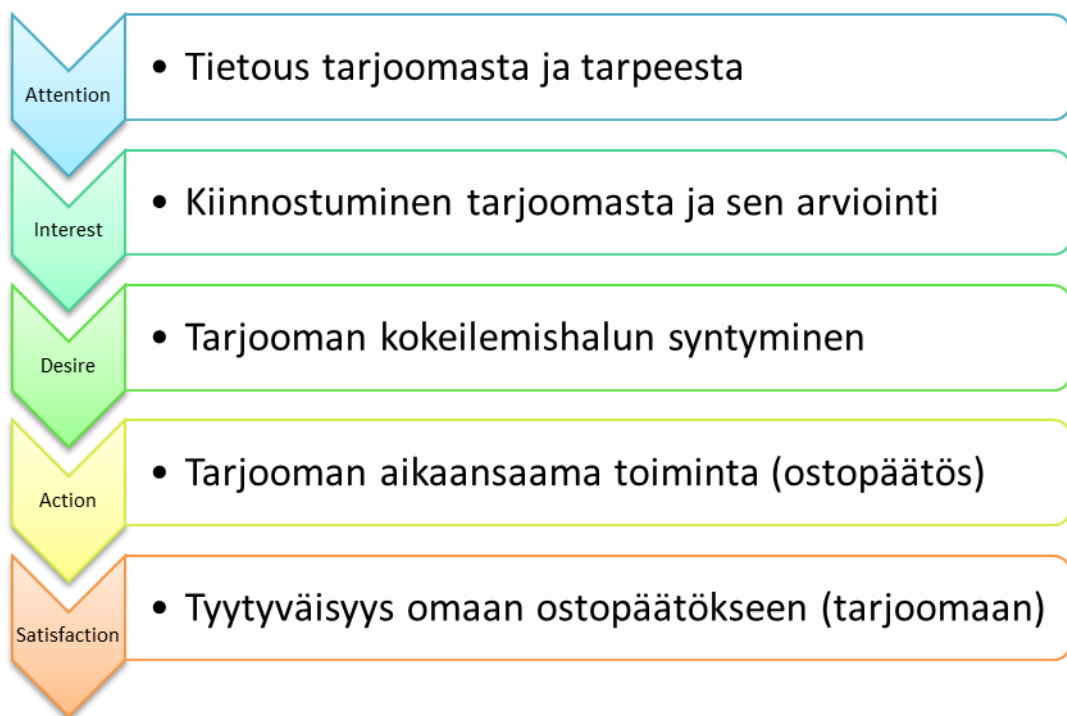 Attention
• Tietous tarjoomasta ja tarpeesta
Interest
• Kiinnostuminen tarjoomasta ja sen arviointi
Desire
• Tarjooman kokeilemishalun syntyminen
Action
• Tarjooman aikaansaama toiminta (ostopäätös)
Satisfaction
• Tyytyväisyys omaan ostopäätökseen (tarjoomaan)